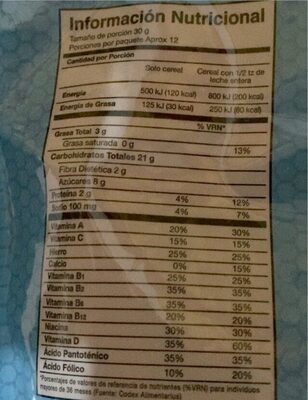 Información Nutricional
Tamaño de porción 30 g
Porciones por paquete Aprox 12
Cantidad por Porción
Solo cereal Cereal con 1/2 tz de leche entera
Energía 500 kJ (120 kcal) 800 kJ (200 kcal)
Energía de Grasa 125 kJ (30 kcal) 250 kJ (60 kcal)
% VRN*
Grasa Total 3 g
Grasa saturada 0 g
Carbohidratos Totales 21 g 13%
Fibra Dietética 2 g
Azúcares 8 g
Proteína 2 g 4% 12%
Sodio 100 mg 4% 7%
Vitamina A 20% 30%
Vitamina C 15% 15%
Hierro 25% 25%
Calcio 0% 15%
Vitamina B1 25% 25%
Vitamina B2 35% 35%
Vitamina B6 35% 35%
Vitamina B12 20% 20%
Niacina 30% 30%
Vitamina D 35% 60%
Ácido Pantoténico 35% 35%
Ácido Fólico 10% 20%
*Porcentajes de valores de referencia de nutrientes (%VRN) para individuos
mayores de 36 meses (Fuente: Codex Alimentarius)